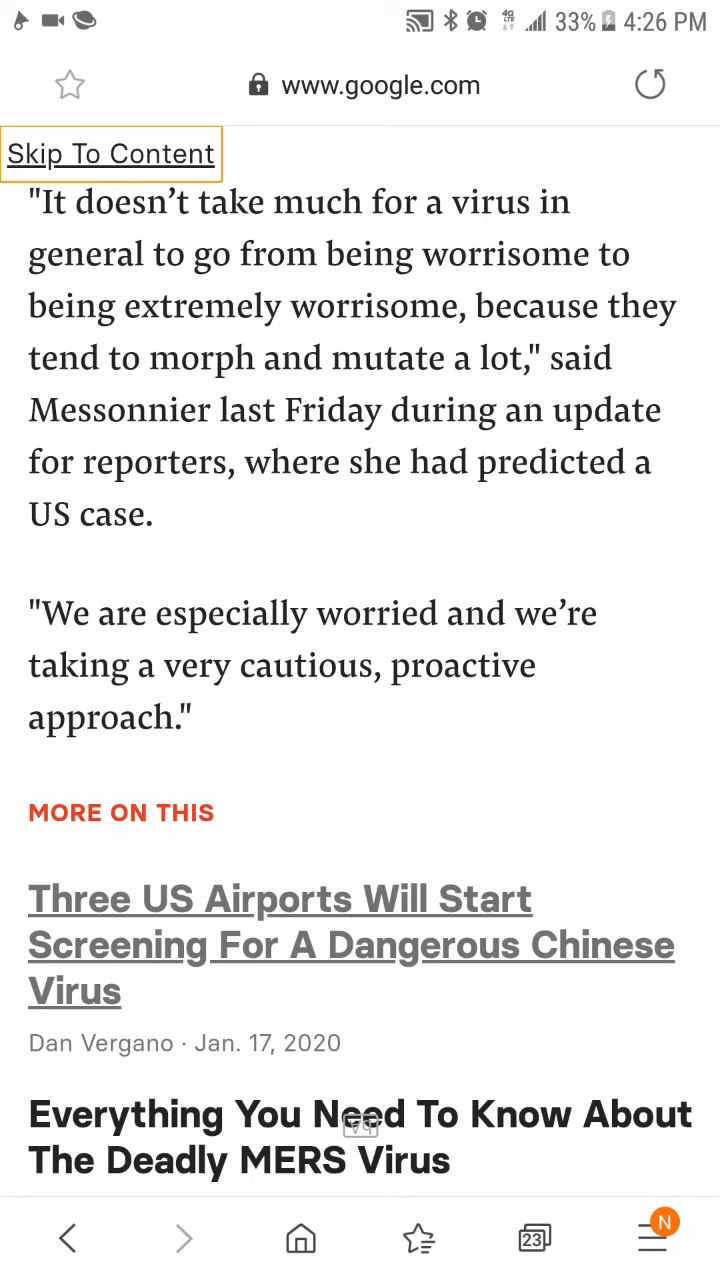 33% 4:26 PM
www.google.com
Skip To Content
"It doesn’t take much for a virus in
general to go from being worrisome to
being extremely worrisome, because they
tend to morph and mutate a lot," said
Messonnier last Friday during an update
for reporters, where she had predicted a
US case.
"We are especially worried and we’re
taking a very cautious, proactive
approach."
MORE ON THIS
Three US Airports Will Start
Screening For A Dangerous Chinese
Virus
Dan Vergano · Jan. 17, 2020
Everything You Need To Know About
The Deadly MERS Virus
23
N